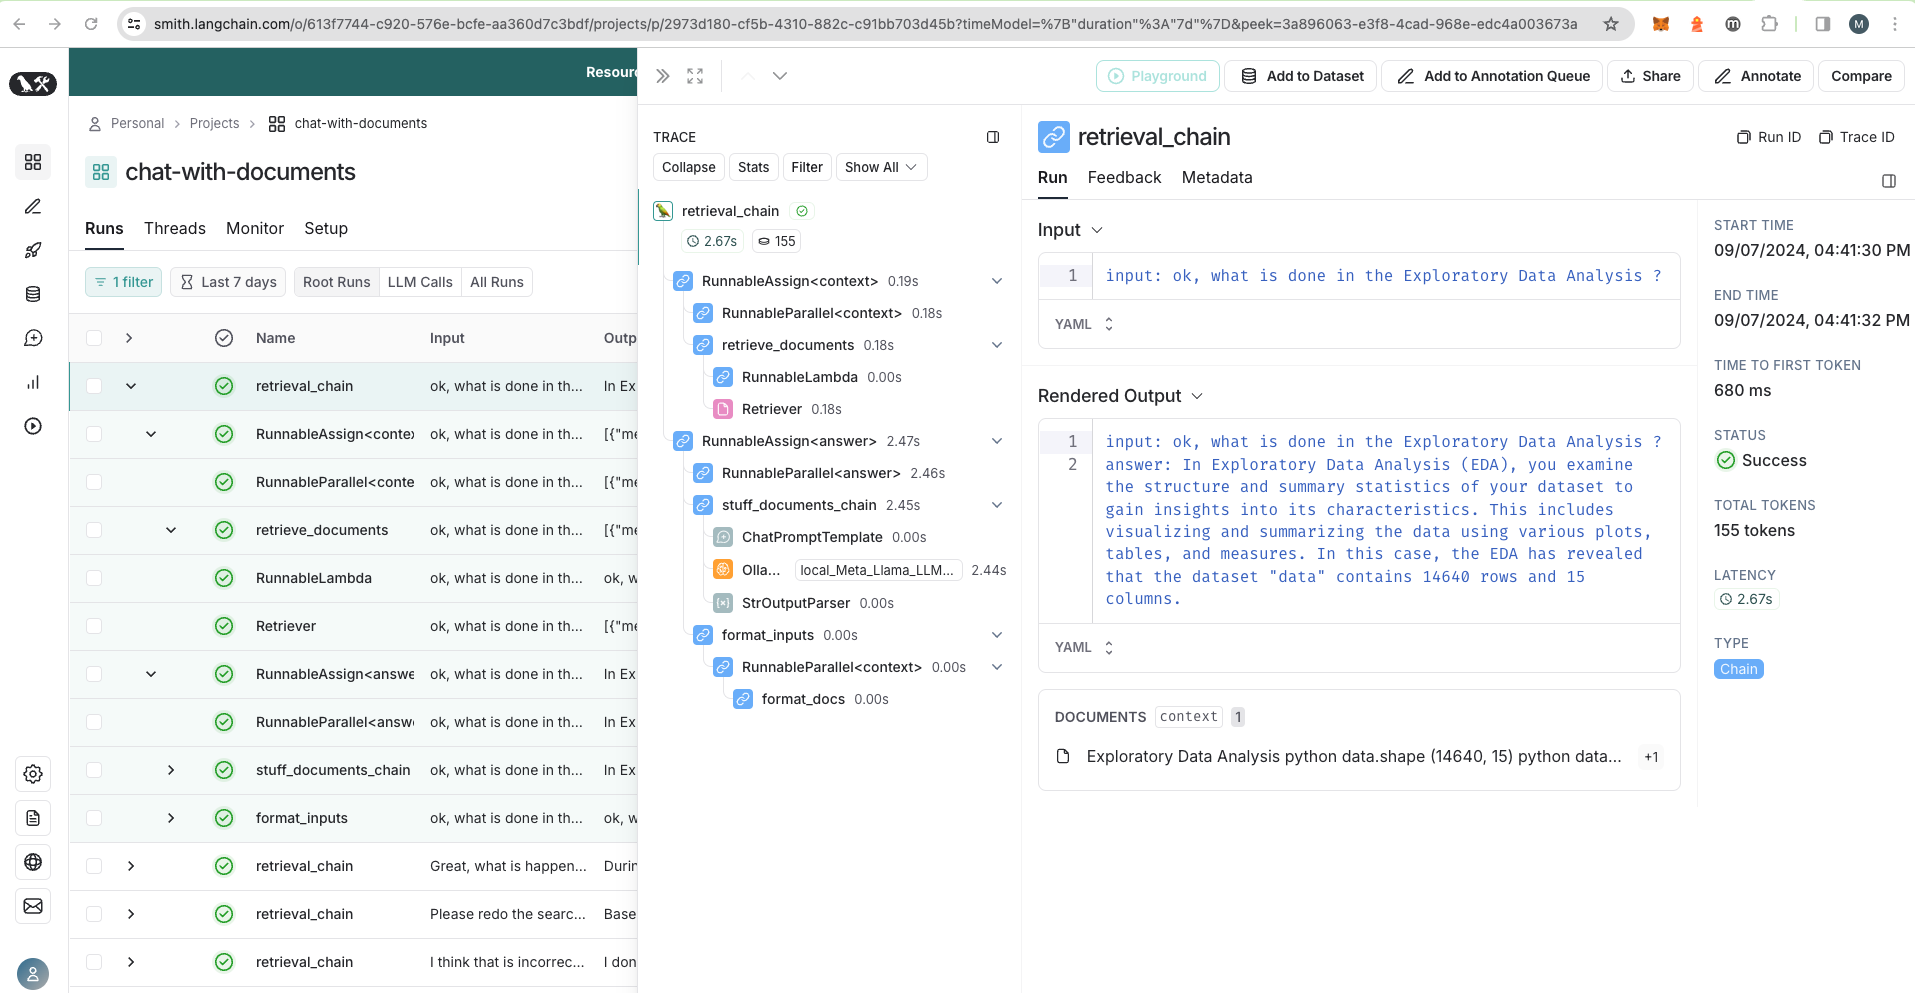 smith.langchain.com/o/613f7744-c920-576e-bcfe-aa360d7c3bdf/projects/p/2973d180-cf5b-4310-882c-c91bb703d45b?timeModel=%7B"duration"%3A"7d"%7D&peek=3a896063-e3f8-4cad-968e-edc4a003673a
M
Resour
Personal
Projects
chat-with-documents
chat-with-documents
Runs
Threads
Monitor
Setup
1 filter
Last 7 days
Root Runs
LLM Calls
All Runs
Name
Input
Outp
retrieval_chain
ok, what is done in th...
In Ex
RunnableAssign<contex
ok, what is done in th...
[{"me
RunnableParallel<conte
ok, what is done in th...
[{"me
retrieve_documents
ok, what is done in th...
[{"me
RunnableLambda
ok, what is done in th...
ok, w
Retriever
ok, what is done in th...
[{"me
RunnableAssign<answe
ok, what is done in th...
In Ex
RunnableParallel<answ
ok, what is done in th...
In Ex
stuff_documents_chain
ok, what is done in th...
In Ex
format_inputs
ok, what is done in th...
ok, w
retrieval_chain
Great, what is happen...
Durin
retrieval_chain
Please redo the searc...
Base
retrieval_chain
I think that is incorrec...
I don
Playground
Add to Dataset
Add to Annotation Queue
Share
Annotate
Compare
TRACE
Collapse
Stats
Filter
Show All
retrieval_chain
2.67s
155
RunnableAssign<context> 0.19s
RunnableParallel<context> 0.18s
retrieve_documents 0.18s
RunnableLambda 0.00s
Retriever 0.18s
RunnableAssign<answer> 2.47s
RunnableParallel<answer> 2.46s
stuff_documents_chain 2.45s
ChatPromptTemplate 0.00s
Olla... local_Meta_Llama_LLM... 2.44s
StrOutputParser 0.00s
format_inputs 0.00s
RunnableParallel<context> 0.00s
format_docs 0.00s
retrieval_chain
Run ID
Trace ID
Run
Feedback
Metadata
Input
1 input: ok, what is done in the Exploratory Data Analysis ?
YAML
Rendered Output
1 input: ok, what is done in the Exploratory Data Analysis ?
2 answer: In Exploratory Data Analysis (EDA), you examine
the structure and summary statistics of your dataset to
gain insights into its characteristics. This includes
visualizing and summarizing the data using various plots,
tables, and measures. In this case, the EDA has revealed
that the dataset "data" contains 14640 rows and 15
columns.
YAML
DOCUMENTS context 1
Exploratory Data Analysis python data.shape (14640, 15) python data... +1
START TIME
09/07/2024, 04:41:30 PM
END TIME
09/07/2024, 04:41:32 PM
TIME TO FIRST TOKEN
680 ms
STATUS
Success
TOTAL TOKENS
155 tokens
LATENCY
2.67s
TYPE
Chain